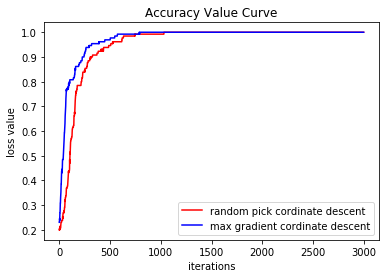 Accuracy Value Curve
1.0
0.9
0.8
0.7
0.6
0.5
0.4
0.3
0.2
loss value
random pick cordinate descent
max gradient cordinate descent
0 500 1000 1500 2000 2500 3000
iterations